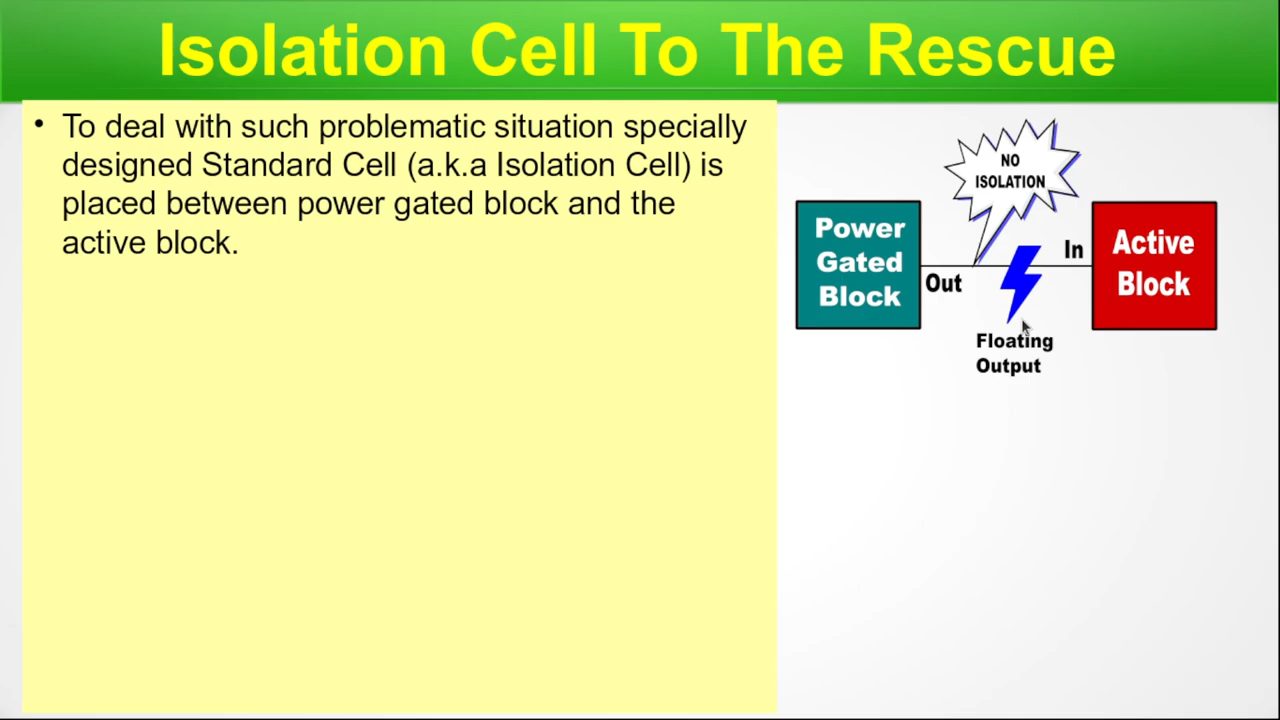 Isolation Cell To The Rescue
• To deal with such problematic situation specially
designed Standard Cell (a.k.a Isolation Cell) is
placed between power gated block and the
active block.
NO
ISOLATION
Power
Gated
Block
Out
In
Active
Block
Floating
Output